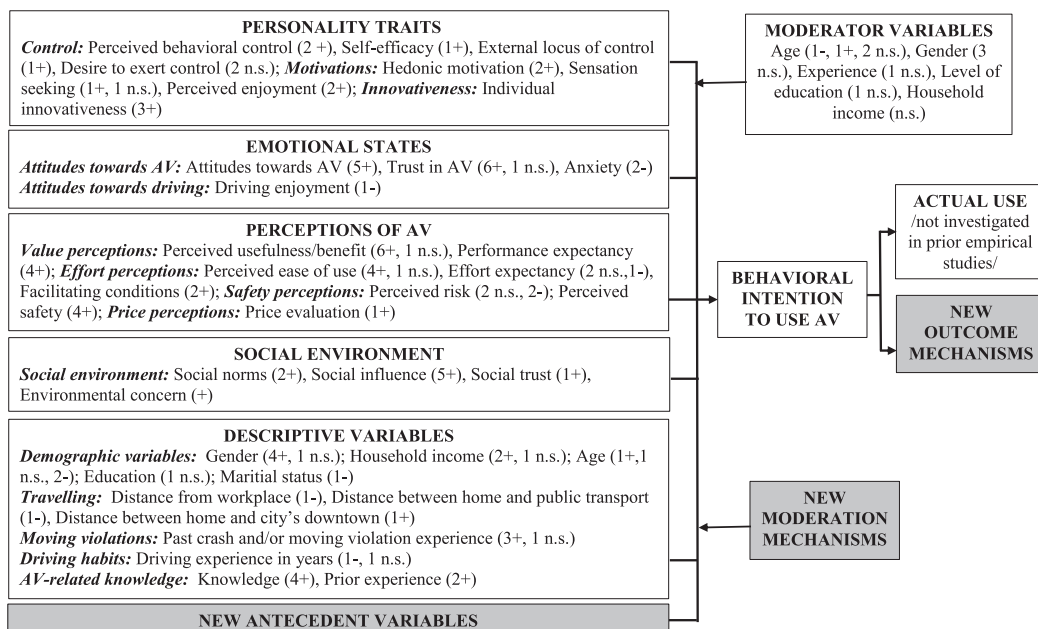 PERSONALITY TRAITS
Control: Perceived behavioral control (2 +), Self-efficacy (1+), External locus of control
(1+), Desire to exert control (2 n.s.); Motivations: Hedonic motivation (2+), Sensation
seeking (1+, 1 n.s.), Perceived enjoyment (2+); Innovativeness: Individual
innovativeness (3+)
MODERATOR VARIABLES
Age (1-, 1+, 2 n.s.), Gender (3
n.s.), Experience (1 n.s.), Level of
education (1 n.s.), Household
income (n.s.)
EMOTIONAL STATES
Attitudes towards AV: Attitudes towards AV (5+), Trust in AV (6+, 1 n.s.), Anxiety (2-)
Attitudes towards driving: Driving enjoyment (1-)
PERCEPTIONS OF AV
Value perceptions: Perceived usefulness/benefit (6+, 1 n.s.), Performance expectancy
(4+); Effort perceptions: Perceived ease of use (4+, 1 n.s.), Effort expectancy (2 n.s.,1-),
Facilitating conditions (2+); Safety perceptions: Perceived risk (2 n.s., 2-); Perceived
safety (4+); Price perceptions: Price evaluation (1+)
BEHAVIORAL
INTENTION
TO USE AV
ACTUAL USE
/not investigated
in prior empirical
studies/
NEW
OUTCOME
MECHANISMS
SOCIAL ENVIRONMENT
Social environment: Social norms (2+), Social influence (5+), Social trust (1+),
Environmental concern (+)
DESCRIPTIVE VARIABLES
Demographic variables: Gender (4+, 1 n.s.); Household income (2+, 1 n.s.); Age (1+,1
n.s., 2-); Education (1 n.s.); Maritial status (1-)
Travelling: Distance from workplace (1-), Distance between home and public transport
(1-), Distance between home and city's downtown (1+)
Moving violations: Past crash and/or moving violation experience (3+, 1 n.s.)
Driving habits: Driving experience in years (1-, 1 n.s.)
AV-related knowledge: Knowledge (4+), Prior experience (2+)
NEW
MODERATION
MECHANISMS
NEW ANTECEDENT VARIABLES